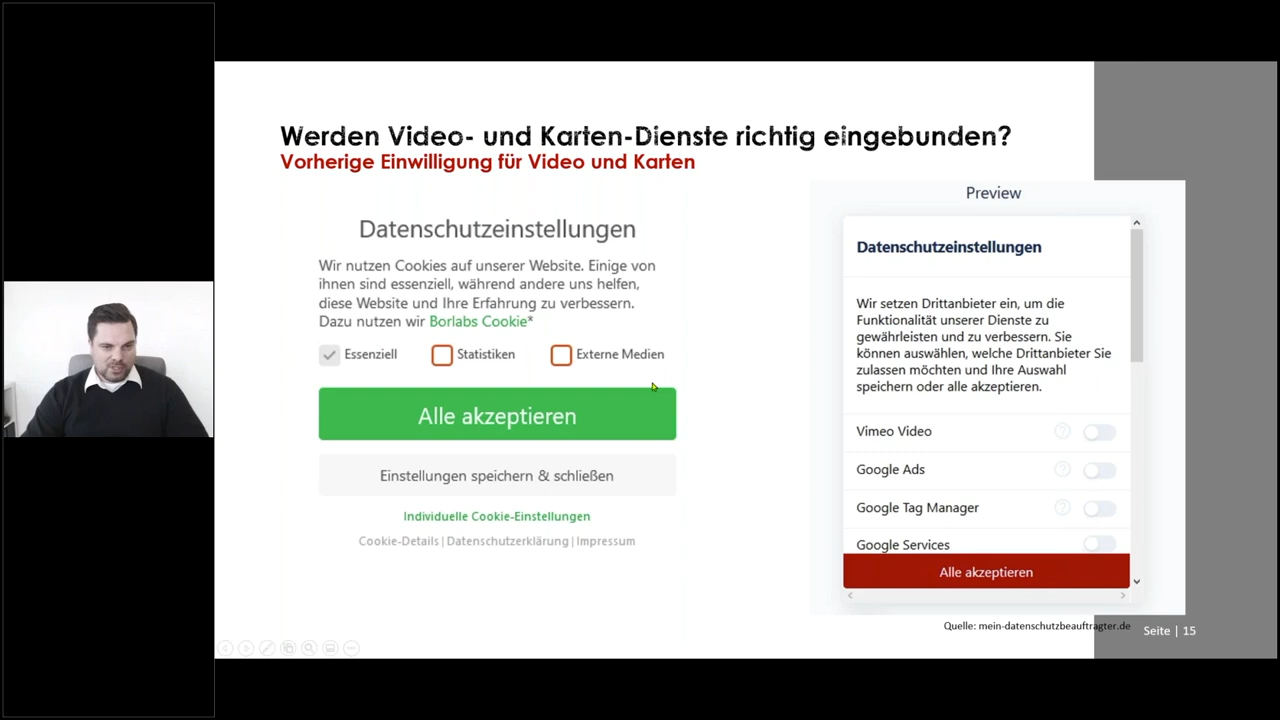 Werden Video- und Karten-Dienste richtig eingebunden?
Vorherige Einwilligung für Video und Karten
Datenschutzeinstellungen
Wir nutzen Cookies auf unserer Website. Einige von
ihnen sind essenziell, während andere uns helfen,
diese Website und Ihre Erfahrung zu verbessern.
Dazu nutzen wir Borlabs Cookie*
Essenziell
Statistiken
Externe Medien
Alle akzeptieren
Einstellungen speichern & schließen
Individuelle Cookie-Einstellungen
Cookie-Details | Datenschutzerklärung | Impressum
Preview
Datenschutzeinstellungen
Wir setzen Drittanbieter ein, um die
Funktionalität unserer Dienste zu
gewährleisten und zu verbessern. Sie
können auswählen, welche Drittanbieter Sie
zulassen möchten und Ihre Auswahl
speichern oder alle akzeptieren.
Vimeo Video
Google Ads
Google Tag Manager
Google Services
Alle akzeptieren
Quelle: mein-datenschutzbeauftragter.de
Seite | 15